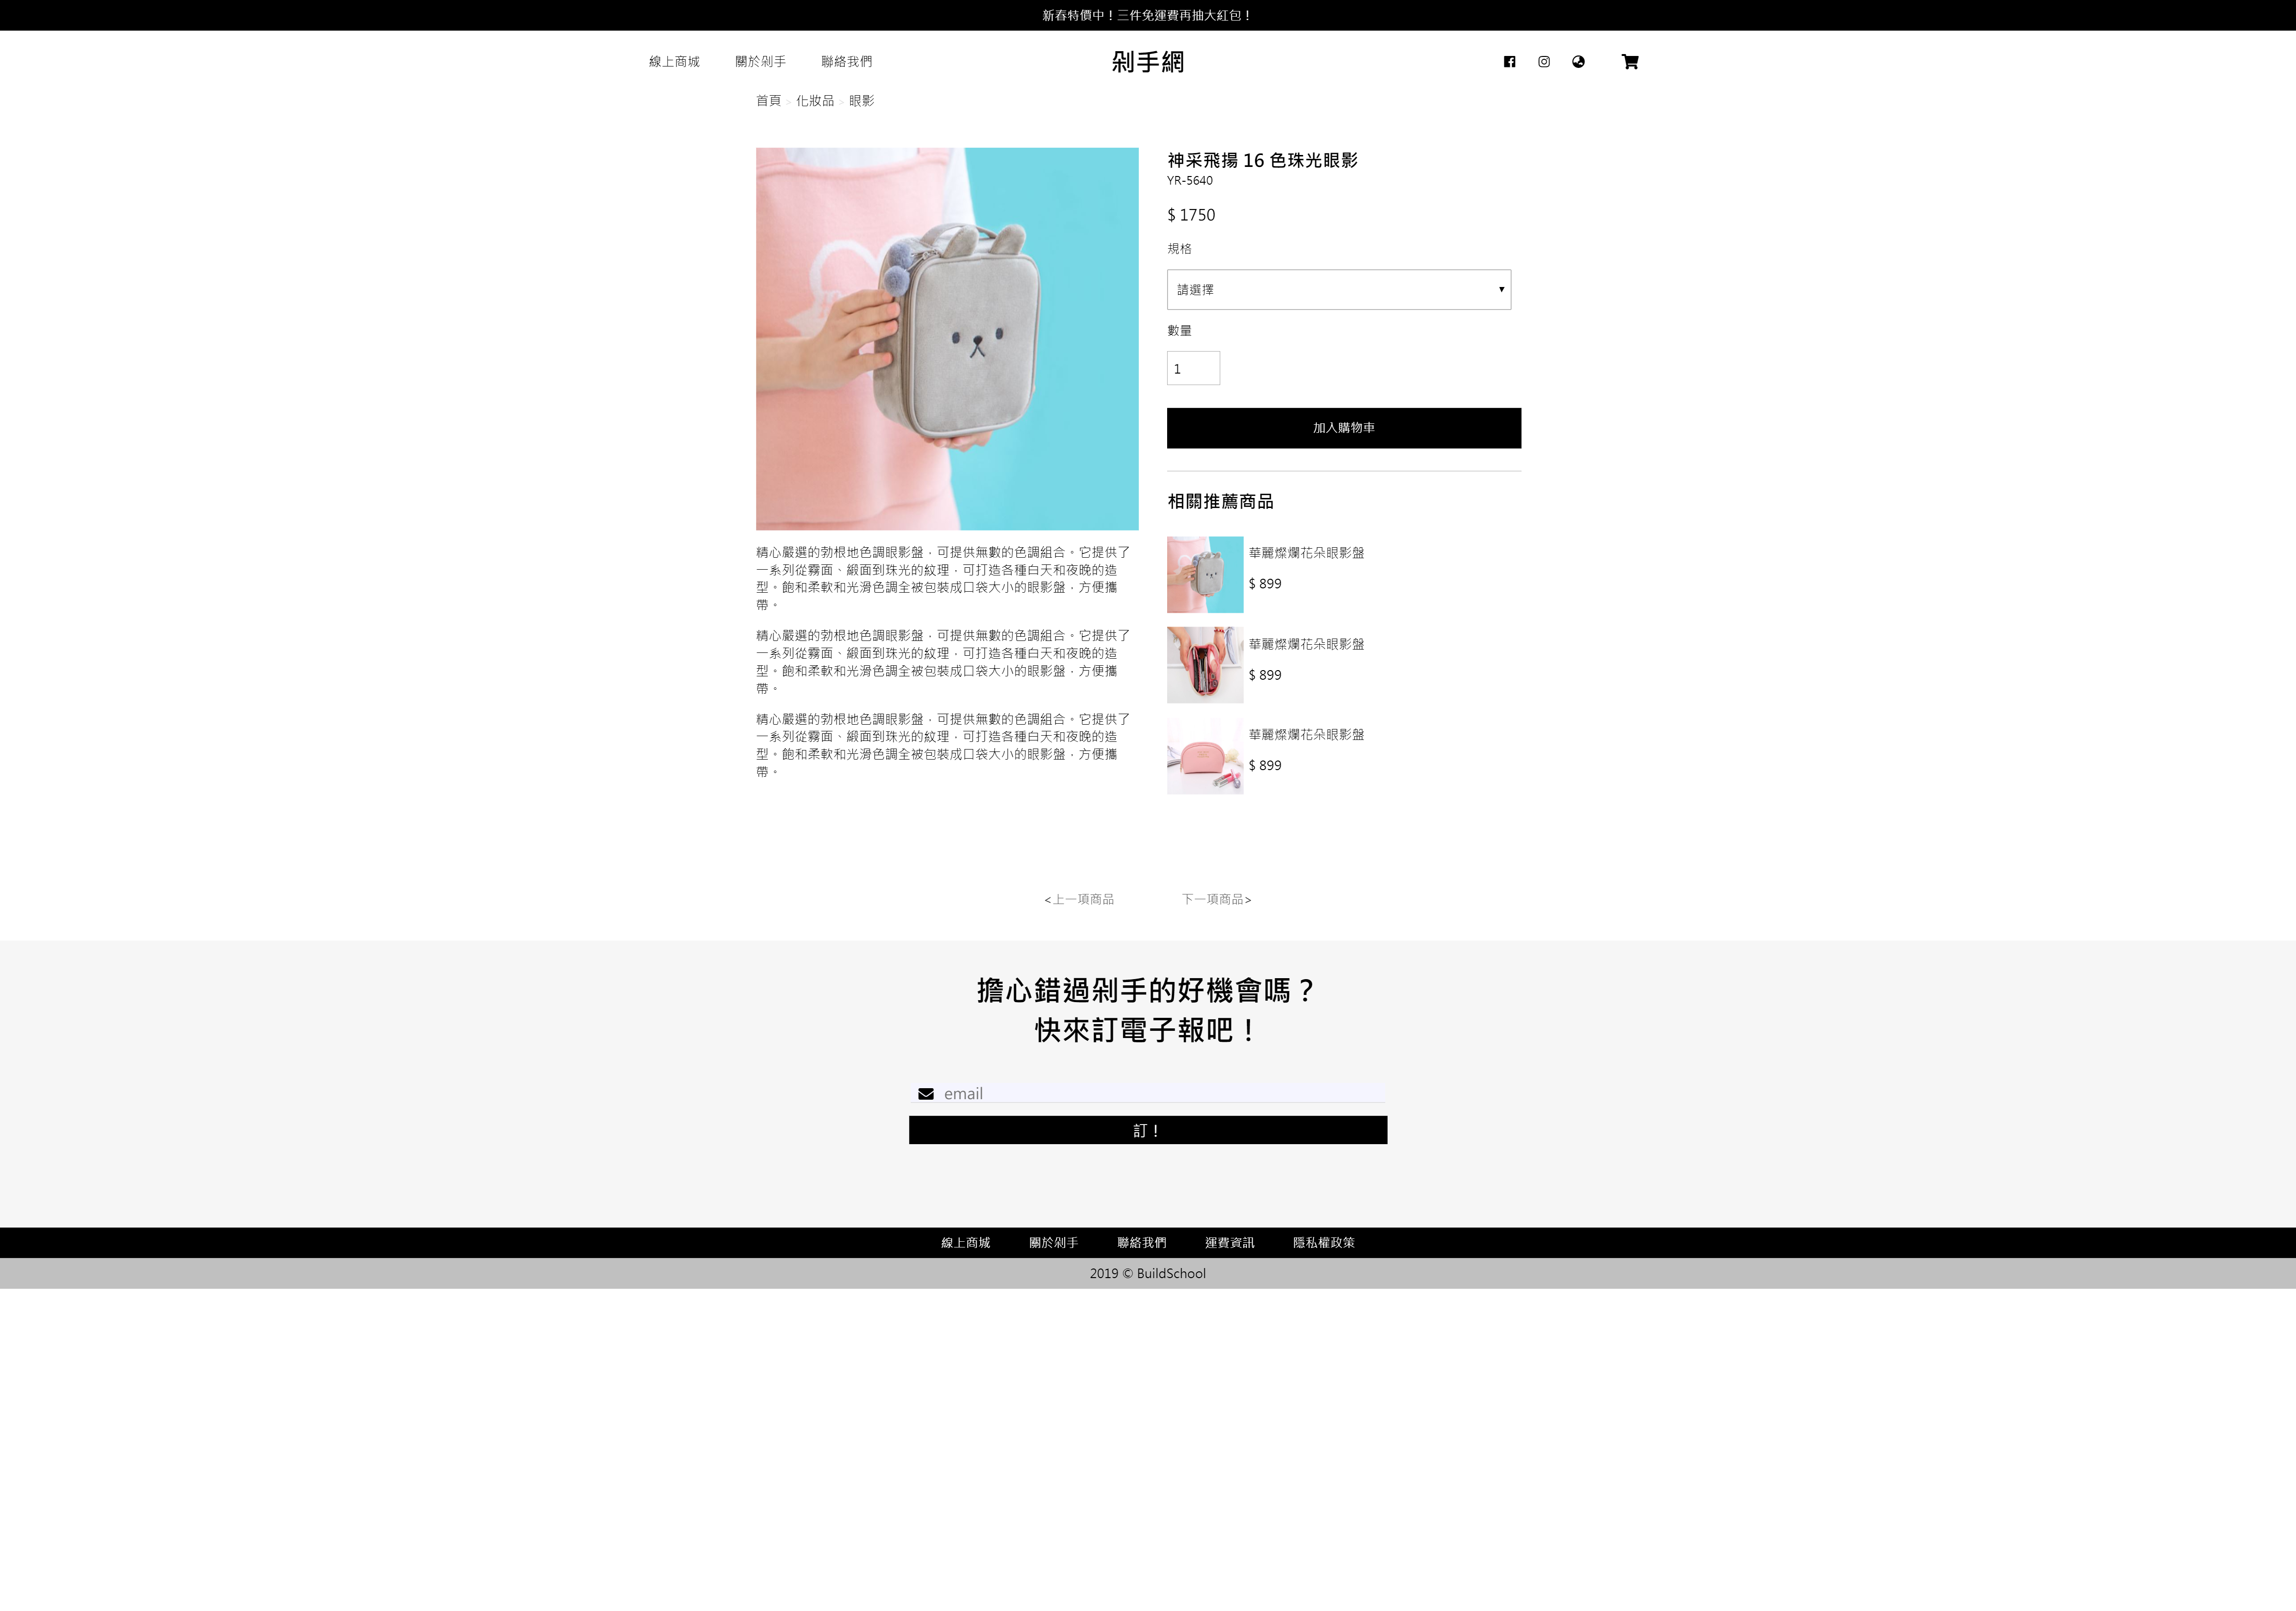 新春特價中！三件免運費再抽大紅包！
線上商城 關於剁手 聯絡我們 剁手網
首頁 > 化妝品 > 眼影
神采飛揚 16 色珠光眼影
YR-5640
$ 1750
規格
請選擇
數量
1
加入購物車
精心嚴選的勃根地色調眼影盤，可提供無數的色調組合。它提供了
一系列從霧面、緞面到珠光的紋理，可打造各種白天和夜晚的造
型。飽和柔軟和光滑色調全被包裝成口袋大小的眼影盤，方便攜
帶。
精心嚴選的勃根地色調眼影盤，可提供無數的色調組合。它提供了
一系列從霧面、緞面到珠光的紋理，可打造各種白天和夜晚的造
型。飽和柔軟和光滑色調全被包裝成口袋大小的眼影盤，方便攜
帶。
精心嚴選的勃根地色調眼影盤，可提供無數的色調組合。它提供了
一系列從霧面、緞面到珠光的紋理，可打造各種白天和夜晚的造
型。飽和柔軟和光滑色調全被包裝成口袋大小的眼影盤，方便攜
帶。
相關推薦商品
華麗燦爛花朵眼影盤
$ 899
華麗燦爛花朵眼影盤
$ 899
華麗燦爛花朵眼影盤
$ 899
<上一項商品 下一項商品>
擔心錯過剁手的好機會嗎？
快來訂電子報吧！
email
訂！
線上商城 關於剁手 聯絡我們 運費資訊 隱私權政策
2019 © BuildSchool